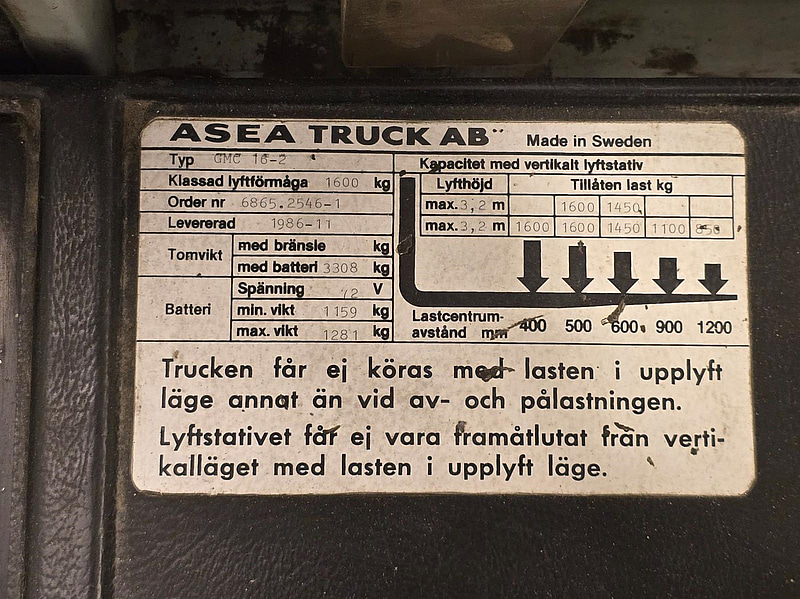 ASEA TRUCK AB Made in Sweden
Typ GMC 16-2
Klassad lyftförmåga 1600 kg
Order nr 6865.2546-1
Levererad 1986-11
Tomvikt med bränsle kg
med batteri 3308 kg
Batteri Spänning 72 V
min. vikt 1159 kg
max. vikt 1281 kg
Kapacitet med vertikalt lyftstativ
Lyfthöjd Tillåten last kg
max. 3,2 m 1600 1450
max. 3,2 m 1600 1600 1450 1100 850
Lastcentrum-
avstånd mm 400 500 600 900 1200
Trucken får ej köras med lasten i upplyft
läge annat än vid av- och pålastningen.
Lyftstativet får ej vara framåtlutat från verti-
kalläget med lasten i upplyft läge.